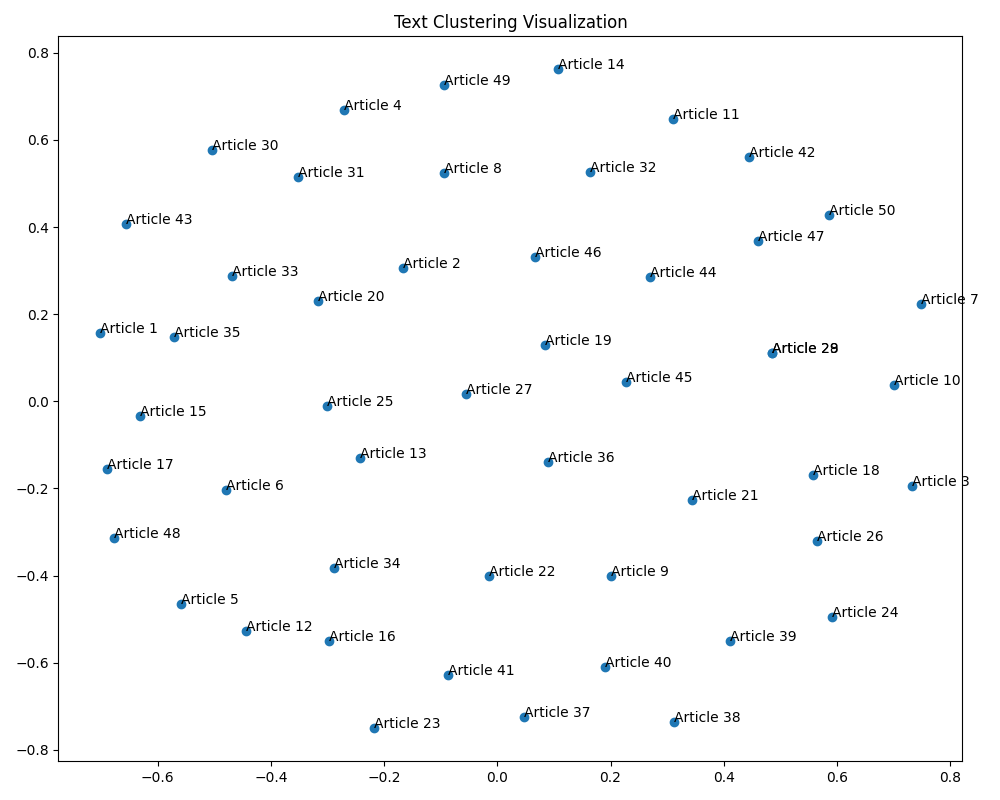 Text Clustering Visualization
0.8
Article 14
Article 49
Article 4
Article 11
0.6
Article 30
Article 42
Article 31
Article 8
Article 32
0.4
Article 43
Article 50
Article 47
Article 33
Article 2
Article 46
Article 44
0.2
Article 20
Article 7
Article 1
Article 35
Article 19
Article 28
Article 29
0.0
Article 45
Article 10
Article 27
Article 25
Article 15
−0.2
Article 13
Article 36
Article 17
Article 6
Article 18
Article 3
Article 21
Article 48
Article 26
−0.4
Article 34
Article 22
Article 9
Article 5
Article 24
−0.6
Article 12
Article 16
Article 39
Article 41
Article 40
Article 23
Article 37
Article 38
−0.8
−0.6
−0.4
−0.2
0.0
0.2
0.4
0.6
0.8